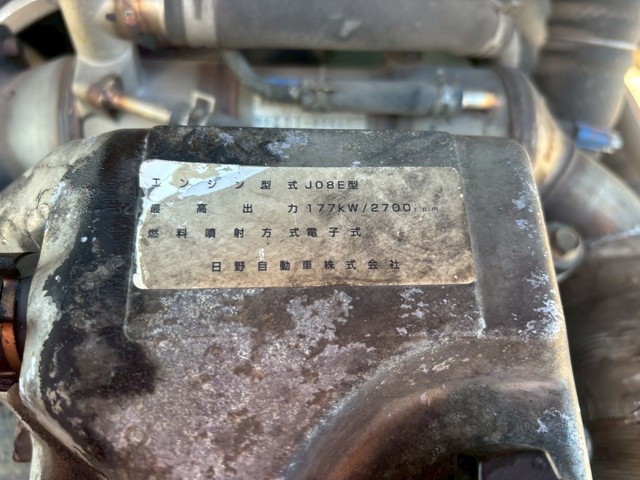 エンジン型式J08E型
最高出力177kW/2700rpm
燃料噴射方式電子式
日野自動車株式会社